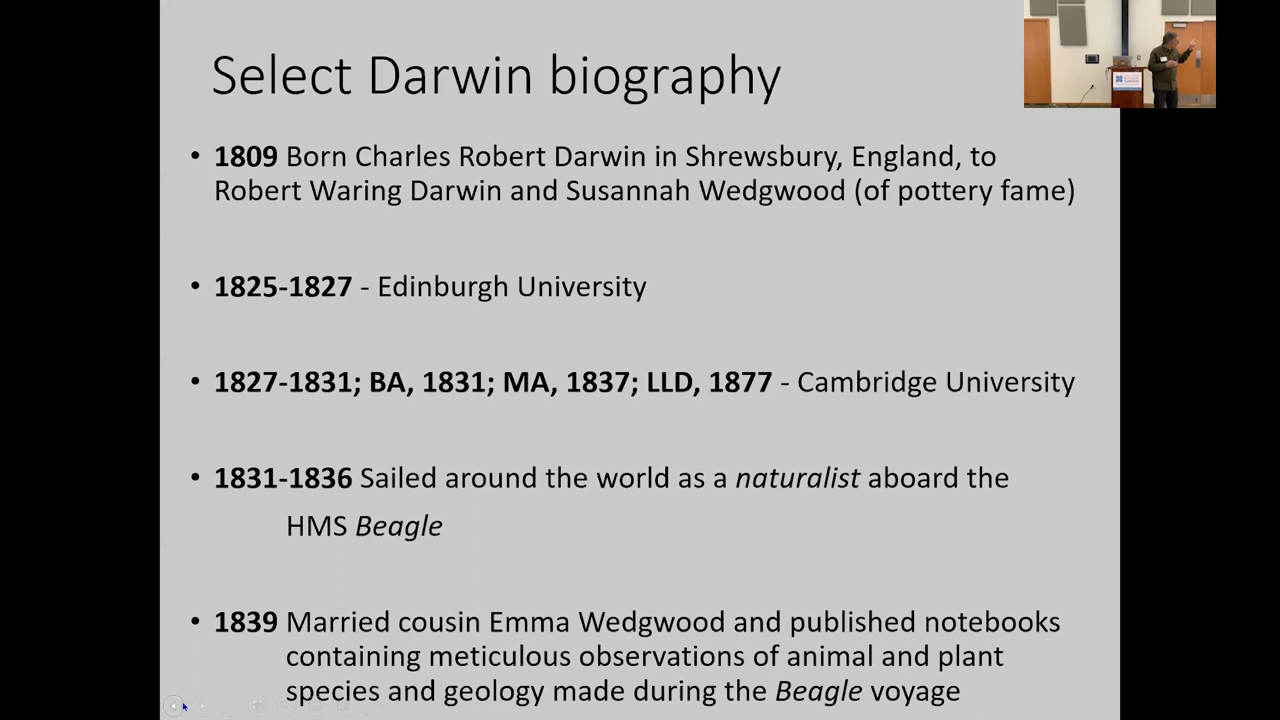 Select Darwin biography
• 1809 Born Charles Robert Darwin in Shrewsbury, England, to
Robert Waring Darwin and Susannah Wedgwood (of pottery fame)
• 1825-1827 - Edinburgh University
• 1827-1831; BA, 1831; MA, 1837; LLD, 1877 - Cambridge University
• 1831-1836 Sailed around the world as a naturalist aboard the
HMS Beagle
• 1839 Married cousin Emma Wedgwood and published notebooks
containing meticulous observations of animal and plant
species and geology made during the Beagle voyage